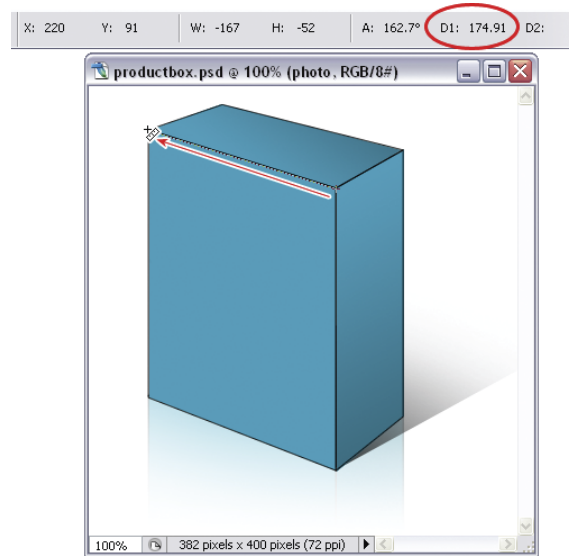 X: 220 Y: 91 W: -167 H: -52 A: 162.7° D1: 174.91 D2:
productbox.psd @ 100% (photo, RGB/8#)
100% 382 pixels x 400 pixels (72 ppi)